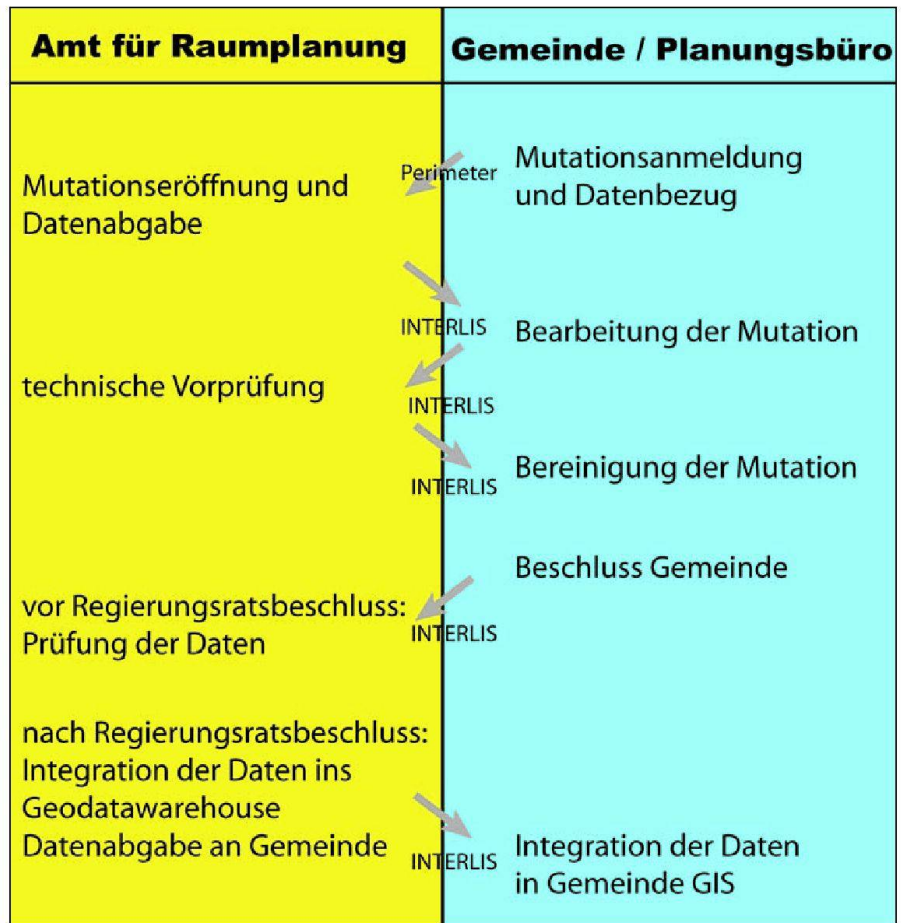 Amt für Raumplanung
Gemeinde / Planungsbüro
Mutationsanmeldung
und Datenbezug
Perimeter
Mutationseröffnung und
Datenabgabe
INTERLIS
Bearbeitung der Mutation
technische Vorprüfung
INTERLIS
Bereinigung der Mutation
INTERLIS
Beschluss Gemeinde
vor Regierungsratsbeschluss:
Prüfung der Daten
INTERLIS
nach Regierungsratsbeschluss:
Integration der Daten ins
Geodatawarehouse
Datenabgabe an Gemeinde
INTERLIS
Integration der Daten
in Gemeinde GIS